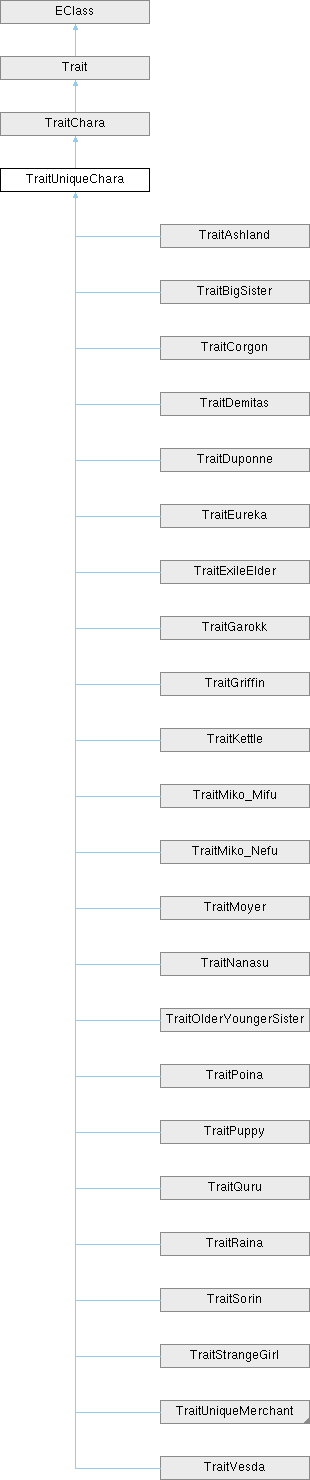 EClass
Trait
TraitChara
TraitUniqueChara
TraitAshland
TraitBigSister
TraitCorgon
TraitDemitas
TraitDuponne
TraitEureka
TraitExileElder
TraitGarokk
TraitGriffin
TraitKettle
TraitMiko_Mifu
TraitMiko_Nefu
TraitMoyer
TraitNanasu
TraitOlderYoungerSister
TraitPoina
TraitPuppy
TraitQuru
TraitRaina
TraitSorin
TraitStrangeGirl
TraitUniqueMerchant
TraitVesda